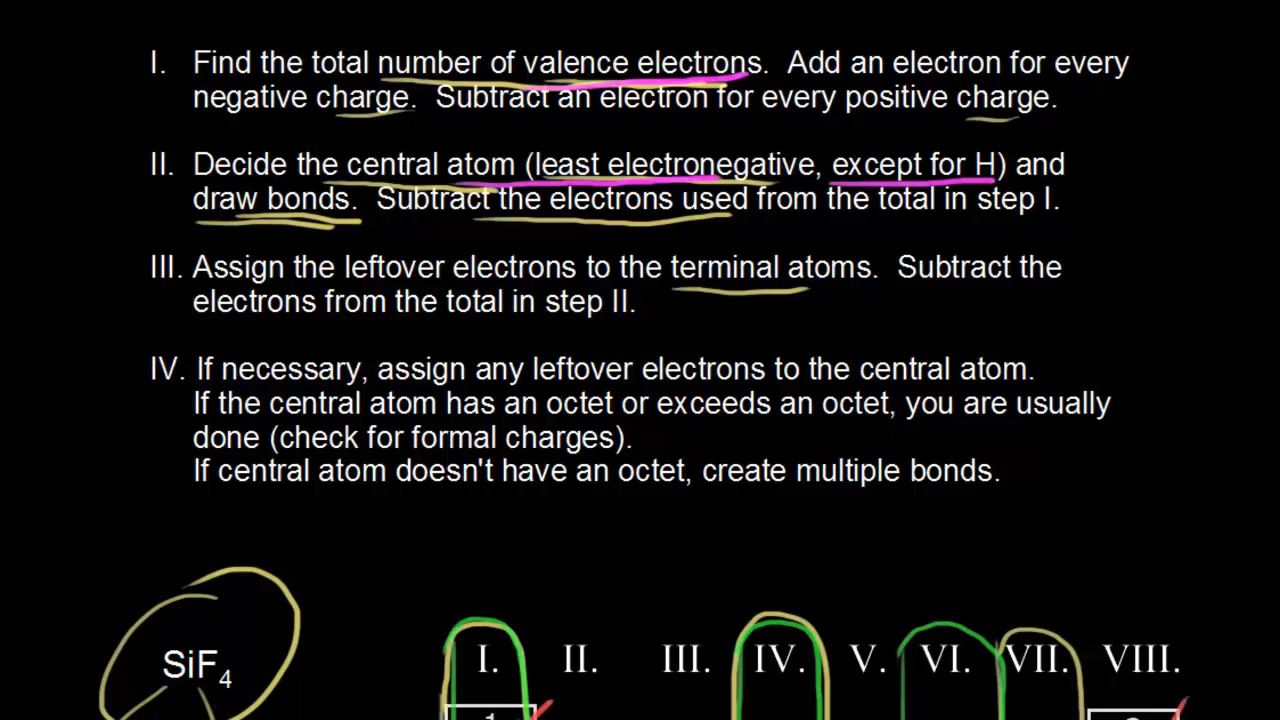 I. Find the total number of valence electrons. Add an electron for every
negative charge. Subtract an electron for every positive charge.
II. Decide the central atom (least electronegative, except for H) and
draw bonds. Subtract the electrons used from the total in step I.
III. Assign the leftover electrons to the terminal atoms. Subtract the
electrons from the total in step II.
IV. If necessary, assign any leftover electrons to the central atom.
If the central atom has an octet or exceeds an octet, you are usually
done (check for formal charges).
If central atom doesn't have an octet, create multiple bonds.
SiF4
I. II. III. IV. V. VI. VII. VIII.